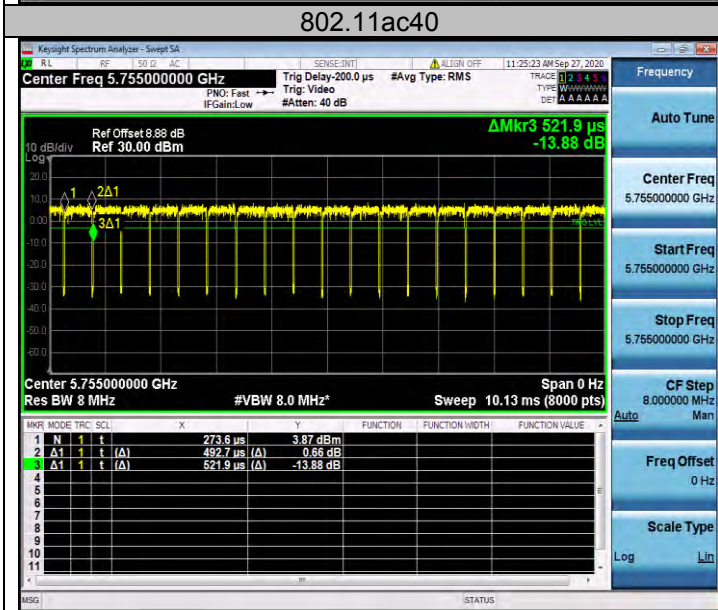 802.11ac40
Keysight Spectrum Analyzer - Swept SA
RL RF 50 Ω AC SENSE:INT ALIGN OFF 11:25:23 AM Sep 27, 2020
Center Freq 5.755000000 GHz
PNO: Fast
IFGain:Low
Trig Delay-200.0 µs
Trig: Video
#Atten: 40 dB
#Avg Type: RMS
TRACE 1 2 3 4 5 6
TYPE W
DET A A A A A A
ΔMkr3 521.9 µs
-13.88 dB
Ref Offset 8.88 dB
10 dB/div Ref 30.00 dBm
Log
20.0
10.0
0.00
-10.0
-20.0
-30.0
-40.0
-50.0
-60.0
1
2Δ1
3Δ1
TRIG LVL
Center 5.755000000 GHz Span 0 Hz
Res BW 8 MHz #VBW 8.0 MHz* Sweep 10.13 ms (8000 pts)
MKR MODE TRC SCL X Y FUNCTION FUNCTION WIDTH FUNCTION VALUE
1 N 1 t 273.6 µs 3.87 dBm
2 Δ1 1 t (Δ) 492.7 µs (Δ) 0.66 dB
3 Δ1 1 t (Δ) 521.9 µs (Δ) -13.88 dB
4
5
6
7
8
9
10
11
MSG STATUS
Frequency
Auto Tune
Center Freq
5.755000000 GHz
Start Freq
5.755000000 GHz
Stop Freq
5.755000000 GHz
CF Step
8.000000 MHz
Auto Man
Freq Offset
0 Hz
Scale Type
Log Lin